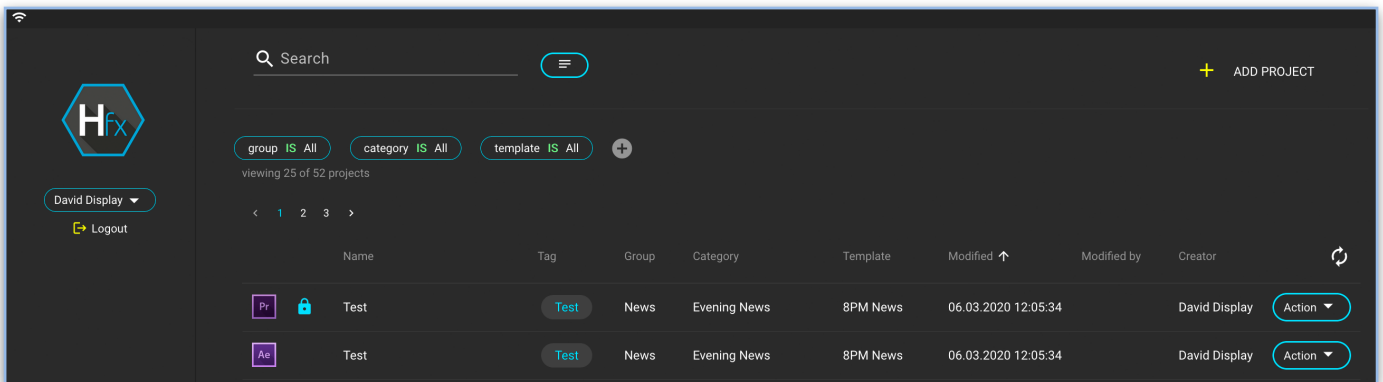 Search
ADD PROJECT
Hfx
group IS All category IS All template IS All
viewing 25 of 52 projects
David Display
1 2 3
Logout
Name Tag Group Category Template Modified Modified by Creator
Pr Test Test News Evening News 8PM News 06.03.2020 12:05:34 David Display Action
Ae Test Test News Evening News 8PM News 06.03.2020 12:05:34 David Display Action